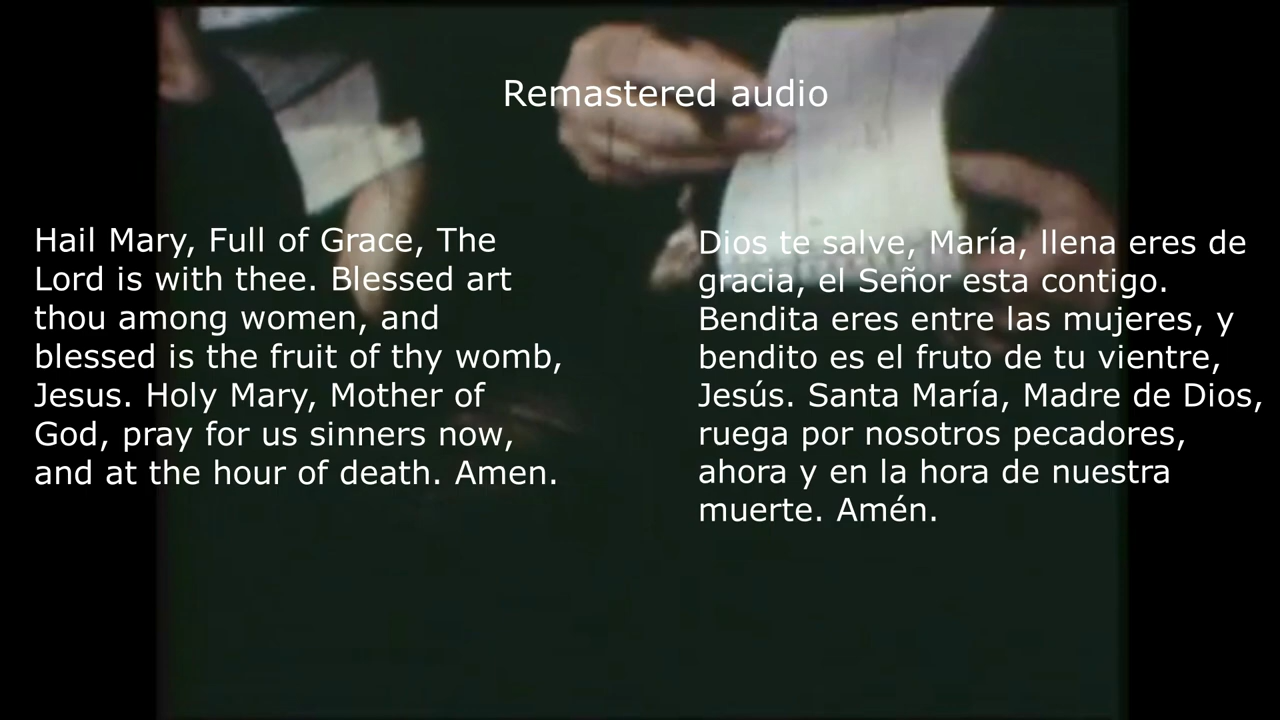 Remastered audio
Hail Mary, Full of Grace, The
Lord is with thee. Blessed art
thou among women, and
blessed is the fruit of thy womb,
Jesus. Holy Mary, Mother of
God, pray for us sinners now,
and at the hour of death. Amen.
Dios te salve, María, llena eres de
gracia, el Señor esta contigo.
Bendita eres entre las mujeres, y
bendito es el fruto de tu vientre,
Jesús. Santa María, Madre de Dios,
ruega por nosotros pecadores,
ahora y en la hora de nuestra
muerte. Amén.